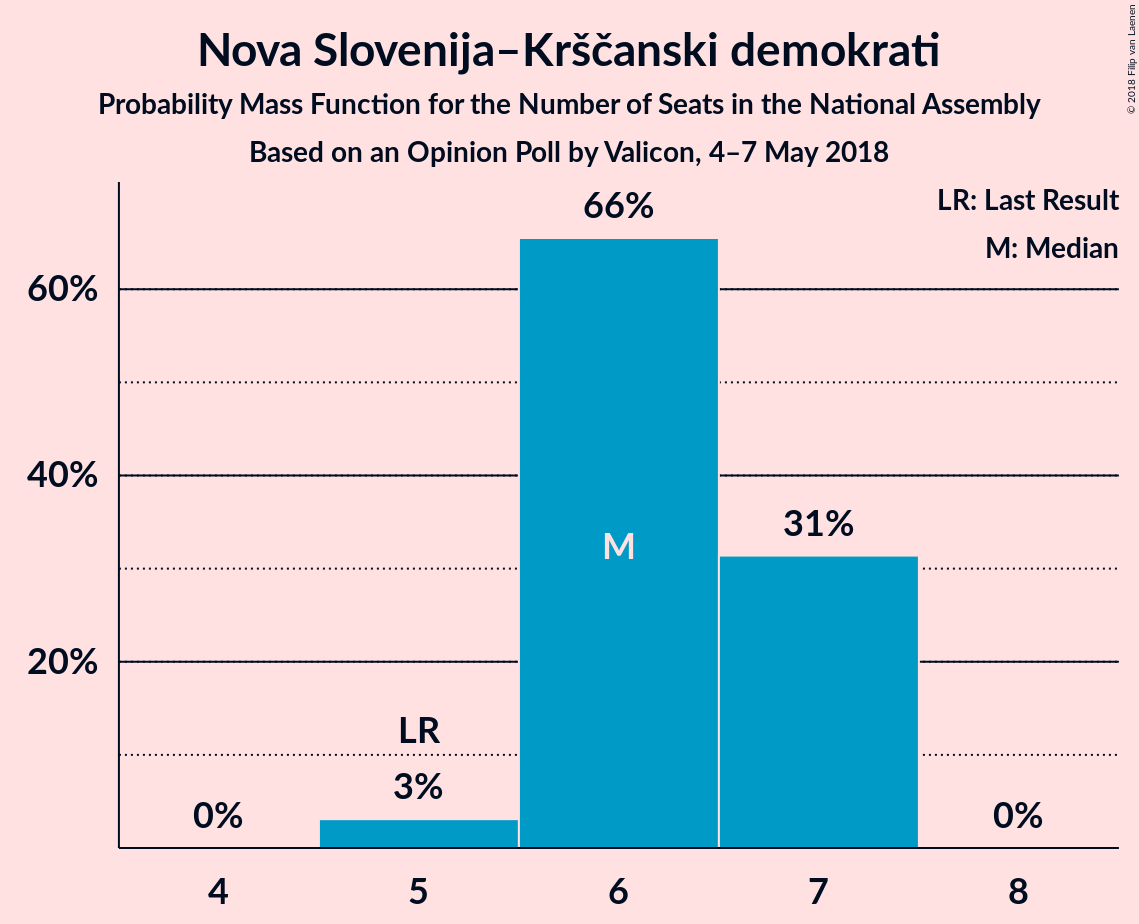 Nova Slovenija–Krščanski demokrati
Probability Mass Function for the Number of Seats in the National Assembly
Based on an Opinion Poll by Valicon, 4–7 May 2018
© 2018 Filip van Laenen
LR: Last Result
M: Median
66%
60%
40%
31%
M
20%
LR
3%
0%
0%
4
5
6
7
8